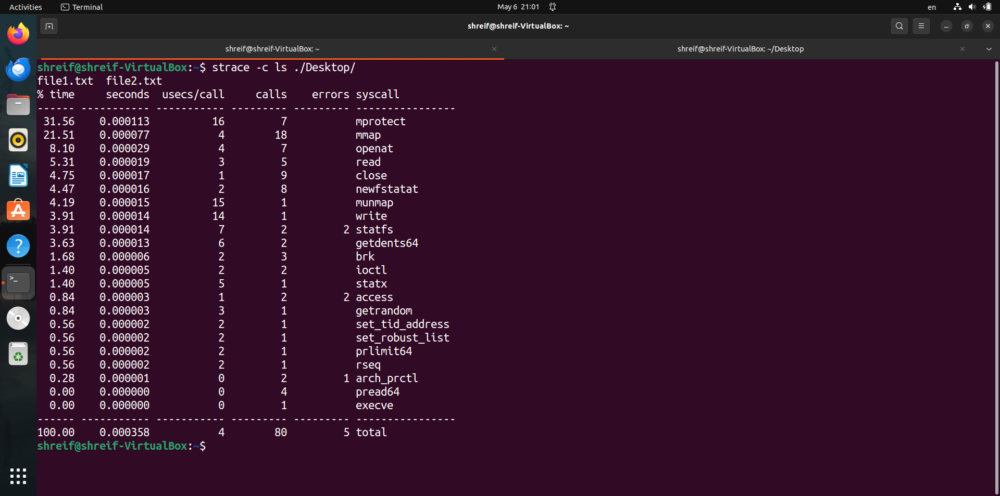 Activities Terminal May 6 21:01 en
shreif@shreif-VirtualBox: ~
shreif@shreif-VirtualBox: ~ shreif@shreif-VirtualBox: ~/Desktop
shreif@shreif-VirtualBox:~$ strace -c ls ./Desktop/
file1.txt  file2.txt
% time     seconds  usecs/call     calls    errors syscall
------ ----------- ----------- --------- --------- ----------------
 31.56    0.000113          16         7           mprotect
 21.51    0.000077           4        18           mmap
  8.10    0.000029           4         7           openat
  5.31    0.000019           3         5           read
  4.75    0.000017           1         9           close
  4.47    0.000016           2         8           newfstatat
  4.19    0.000015          15         1           munmap
  3.91    0.000014          14         1           write
  3.91    0.000014           7         2         2 statfs
  3.63    0.000013           6         2           getdents64
  1.68    0.000006           2         3           brk
  1.40    0.000005           2         2           ioctl
  1.40    0.000005           5         1           statx
  0.84    0.000003           1         2         2 access
  0.84    0.000003           3         1           getrandom
  0.56    0.000002           2         1           set_tid_address
  0.56    0.000002           2         1           set_robust_list
  0.56    0.000002           2         1           prlimit64
  0.56    0.000002           2         1           rseq
  0.28    0.000001           0         2         1 arch_prctl
  0.00    0.000000           0         4           pread64
  0.00    0.000000           0         1           execve
------ ----------- ----------- --------- --------- ----------------
100.00    0.000358           4        80         5 total
shreif@shreif-VirtualBox:~$